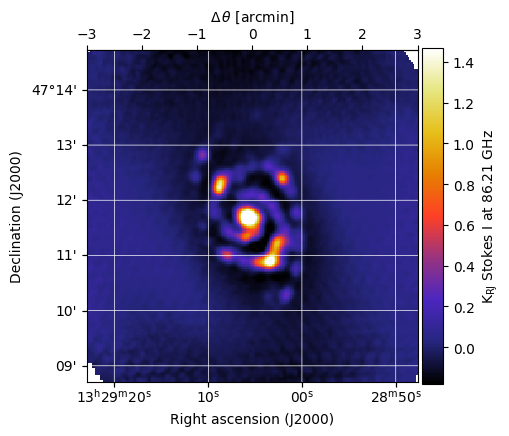 Δ θ [arcmin]
−3 −2 −1 0 1 2 3
47°14'
13'
12'
11'
10'
09'
Declination (J2000)
13ʰ29ᵐ20ˢ 10ˢ 00ˢ 28ᵐ50ˢ
Right ascension (J2000)
1.4
1.2
1.0
0.8
0.6
0.4
0.2
0.0
K_RJ Stokes I at 86.21 GHz